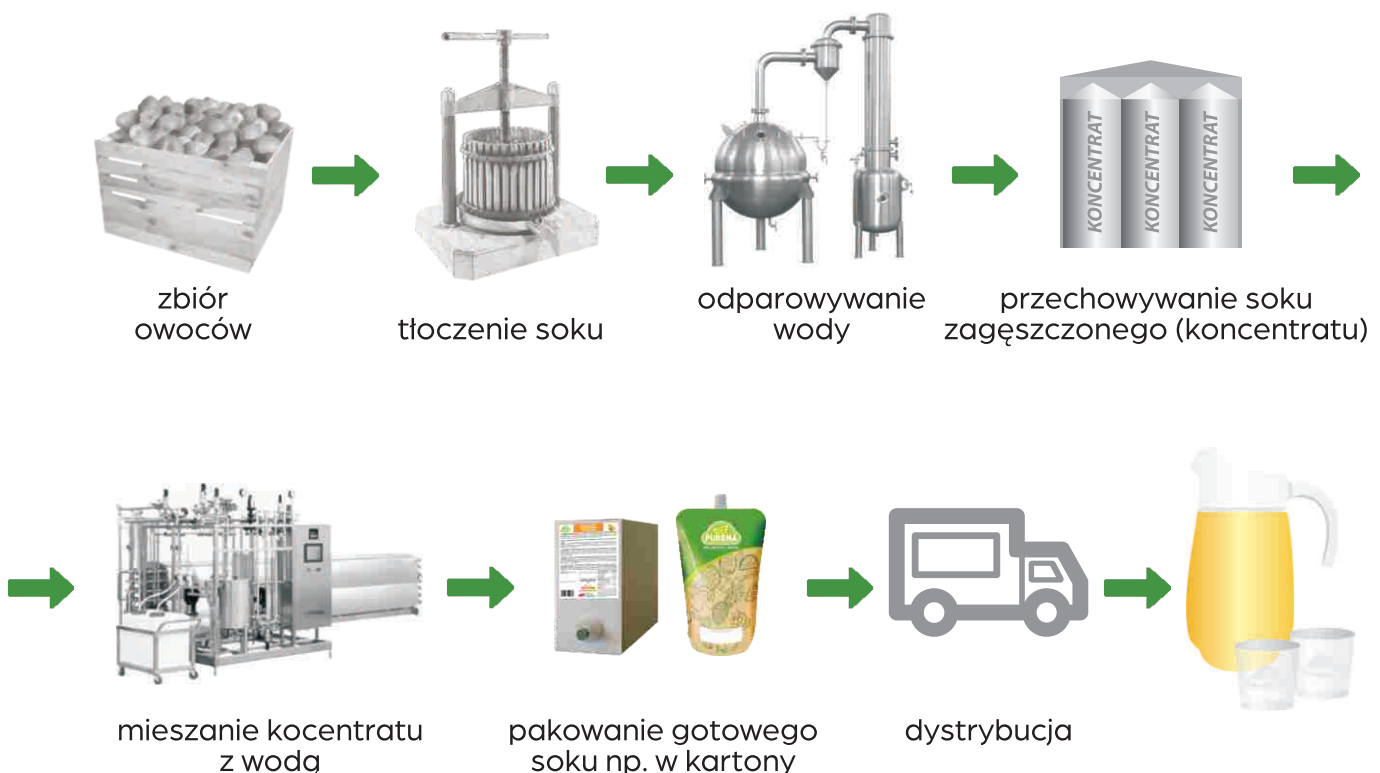 KONCENTRAT
KONCENTRAT
KONCENTRAT
zbiór
owoców
tłoczenie soku
odparowywanie
wody
przechowywanie soku
zagęszczonego (koncentratu)
PUREMA
mieszanie kocentratu
z wodą
pakowanie gotowego
soku np. w kartony
dystrybucja